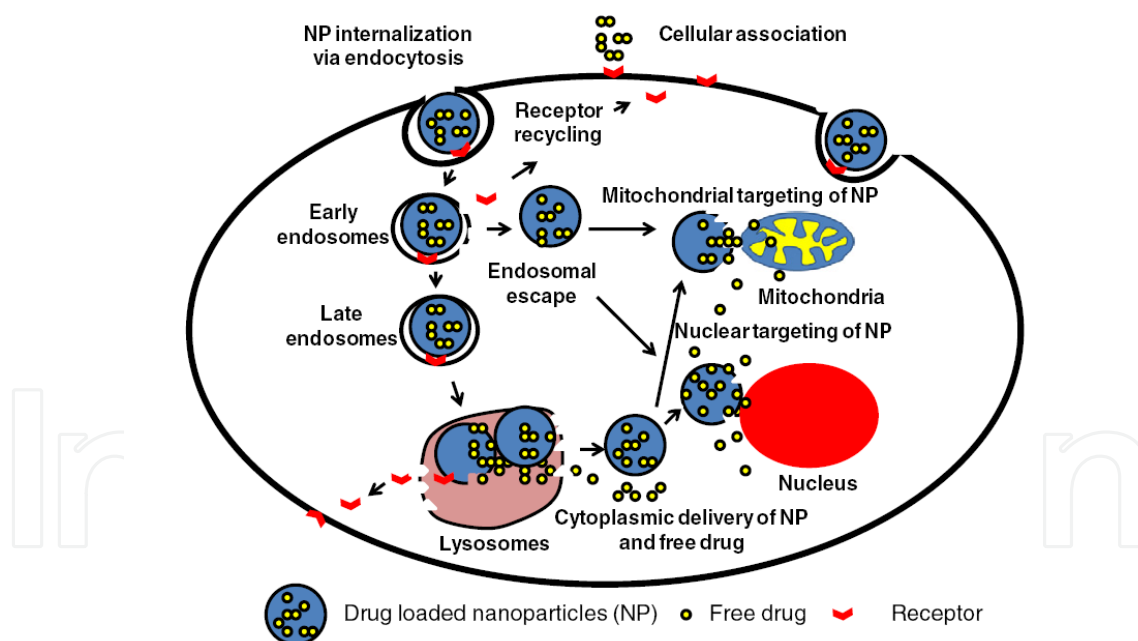 NP internalization
via endocytosis
Cellular association
Receptor
recycling
Early
endosomes
Mitochondrial targeting of NP
Endosomal
escape
Mitochondria
Late
endosomes
Nuclear targeting of NP
Nucleus
Cytoplasmic delivery of NP
and free drug
Lysosomes
Drug loaded nanoparticles (NP)
Free drug
Receptor